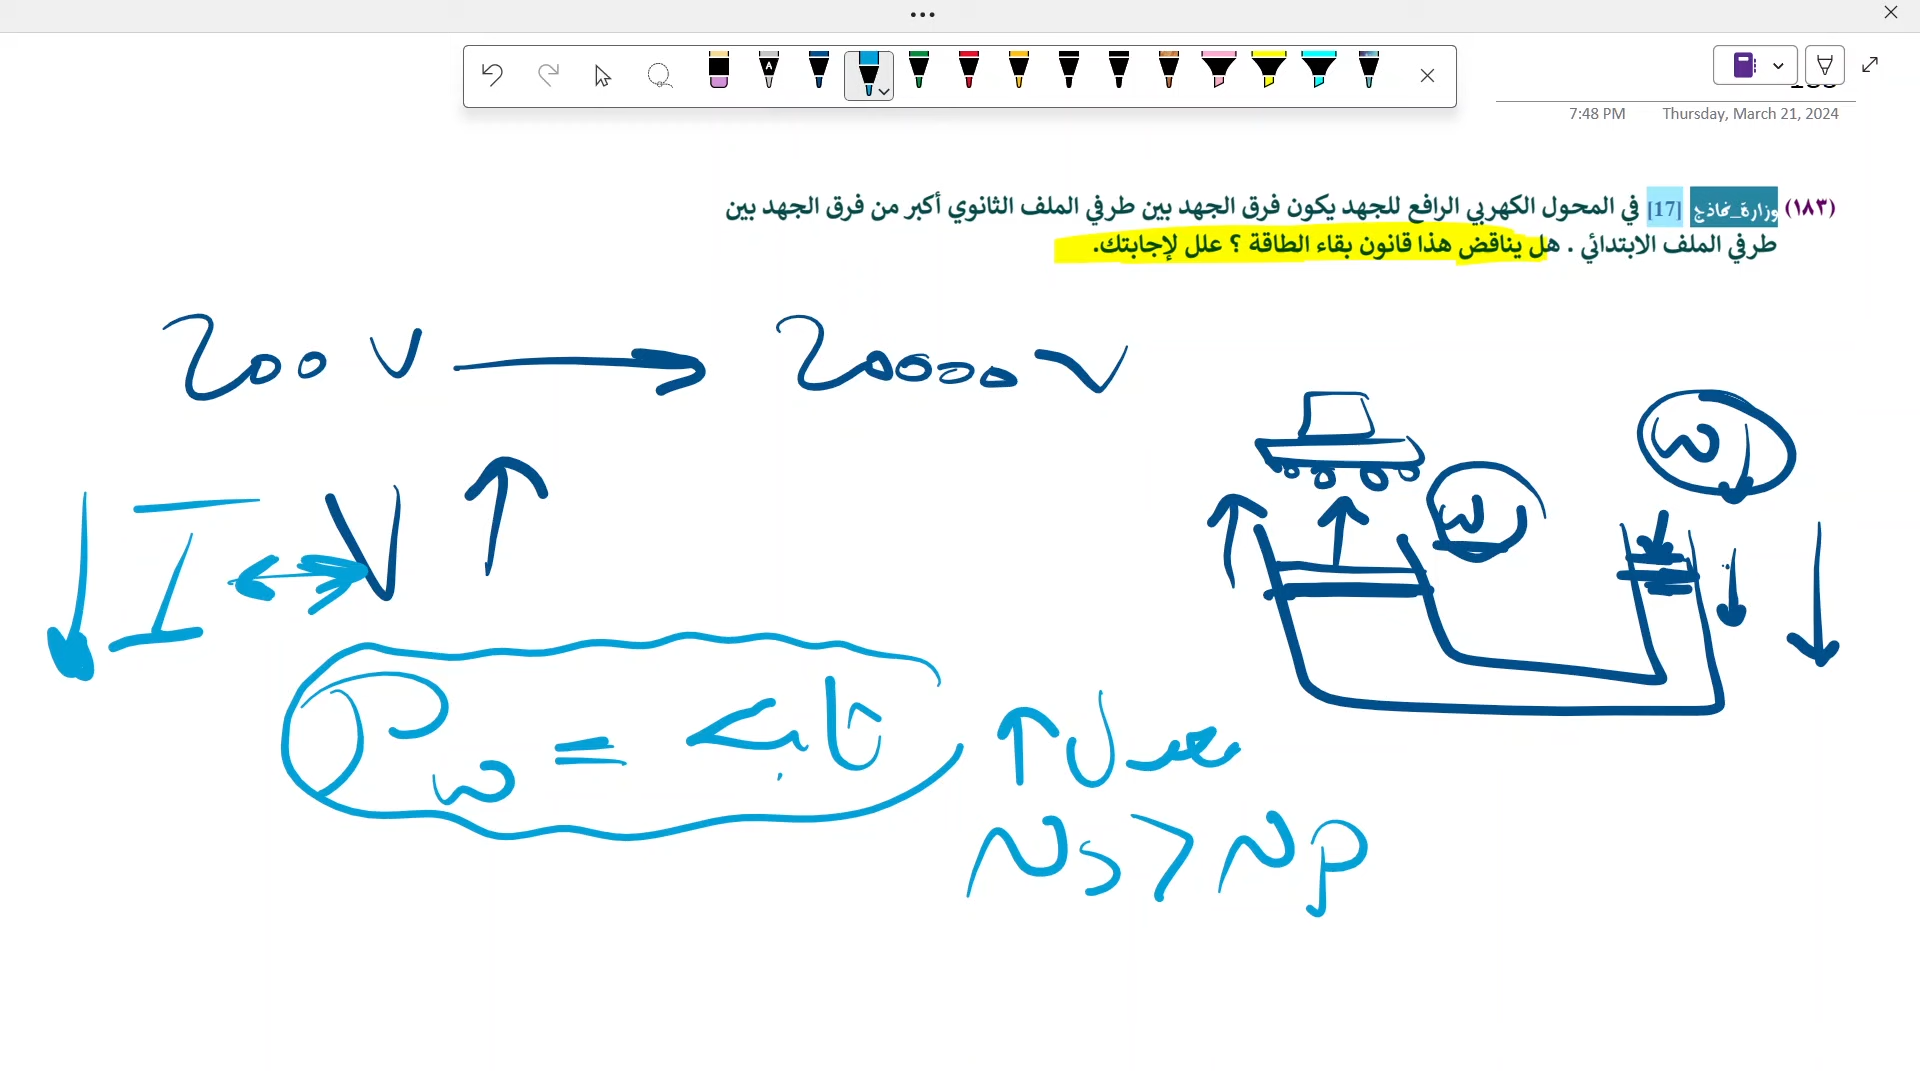 7:48 PM Thursday, March 21, 2024
(١٨٣) وزارة_نماذج [17] في المحول الكهربي الرافع للجهد يكون فرق الجهد بين طرفي الملف الثانوي أكبر من فرق الجهد بين
طرفي الملف الابتدائي . هل يناقض هذا قانون بقاء الطاقة ؟ علل لإجابتك.
200 V 20000 V
W
I V W
Pw = ثابت
Ns > Np